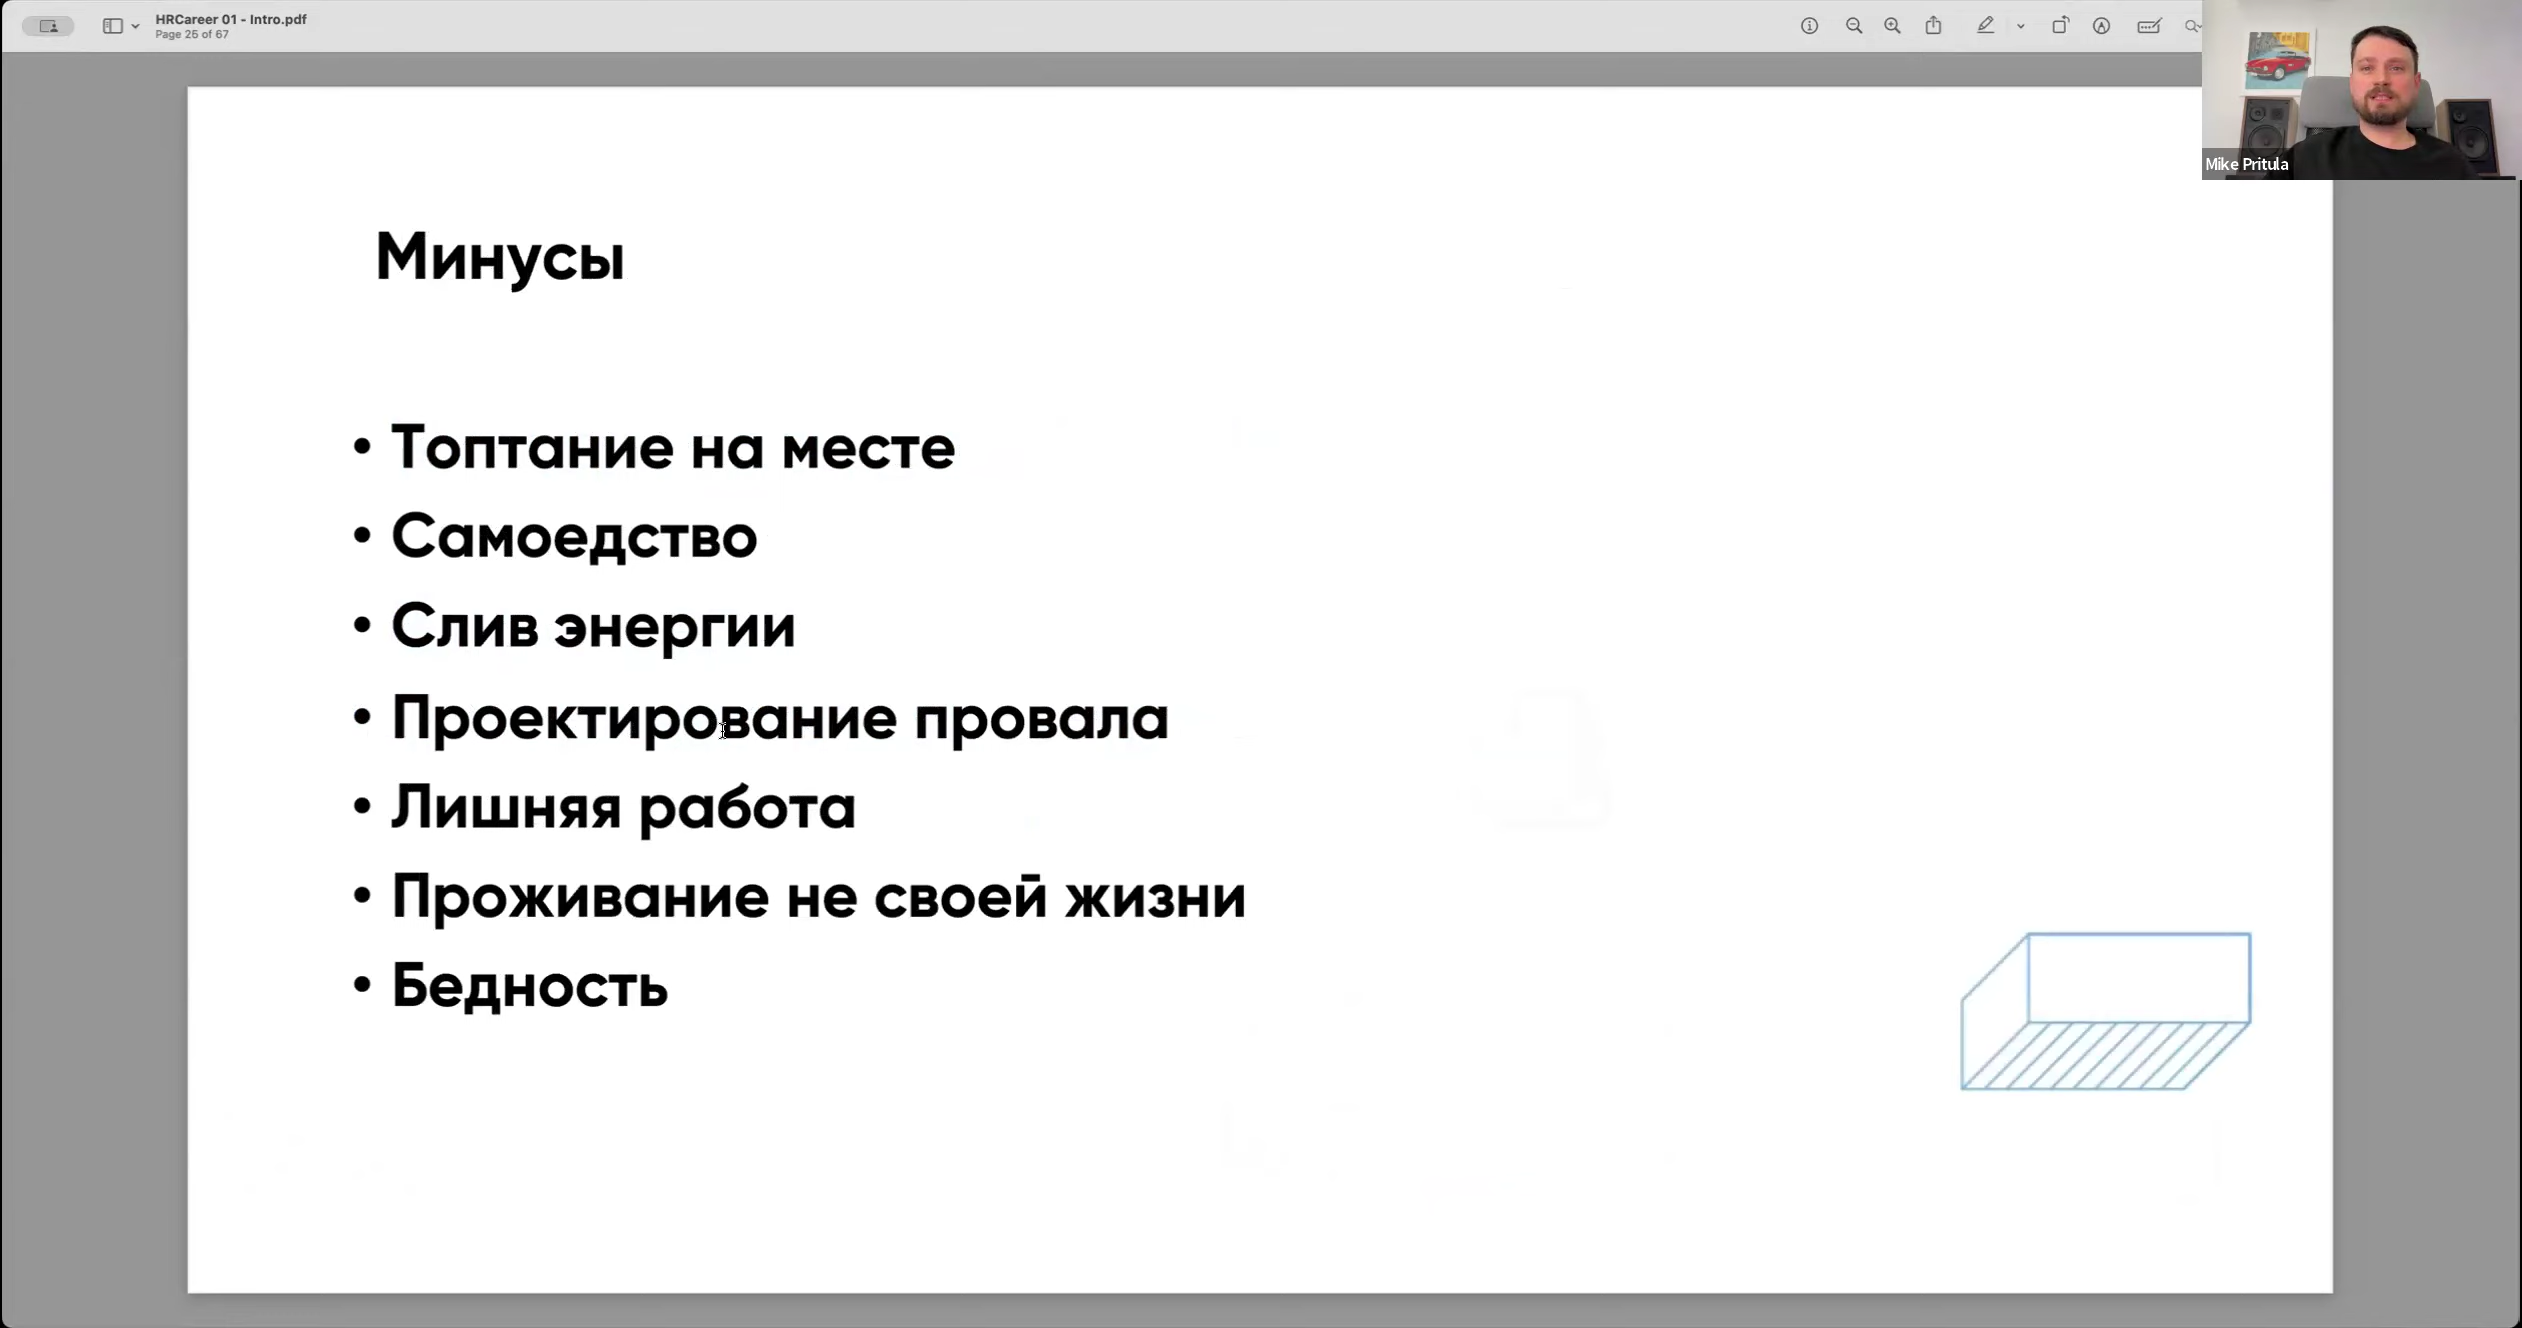 HRCareer 01 - Intro.pdf
Page 25 of 67
Mike Pritula
Минусы
• Топтание на месте
• Самоедство
• Слив энергии
• Проектирование провала
• Лишняя работа
• Проживание не своей жизни
• Бедность